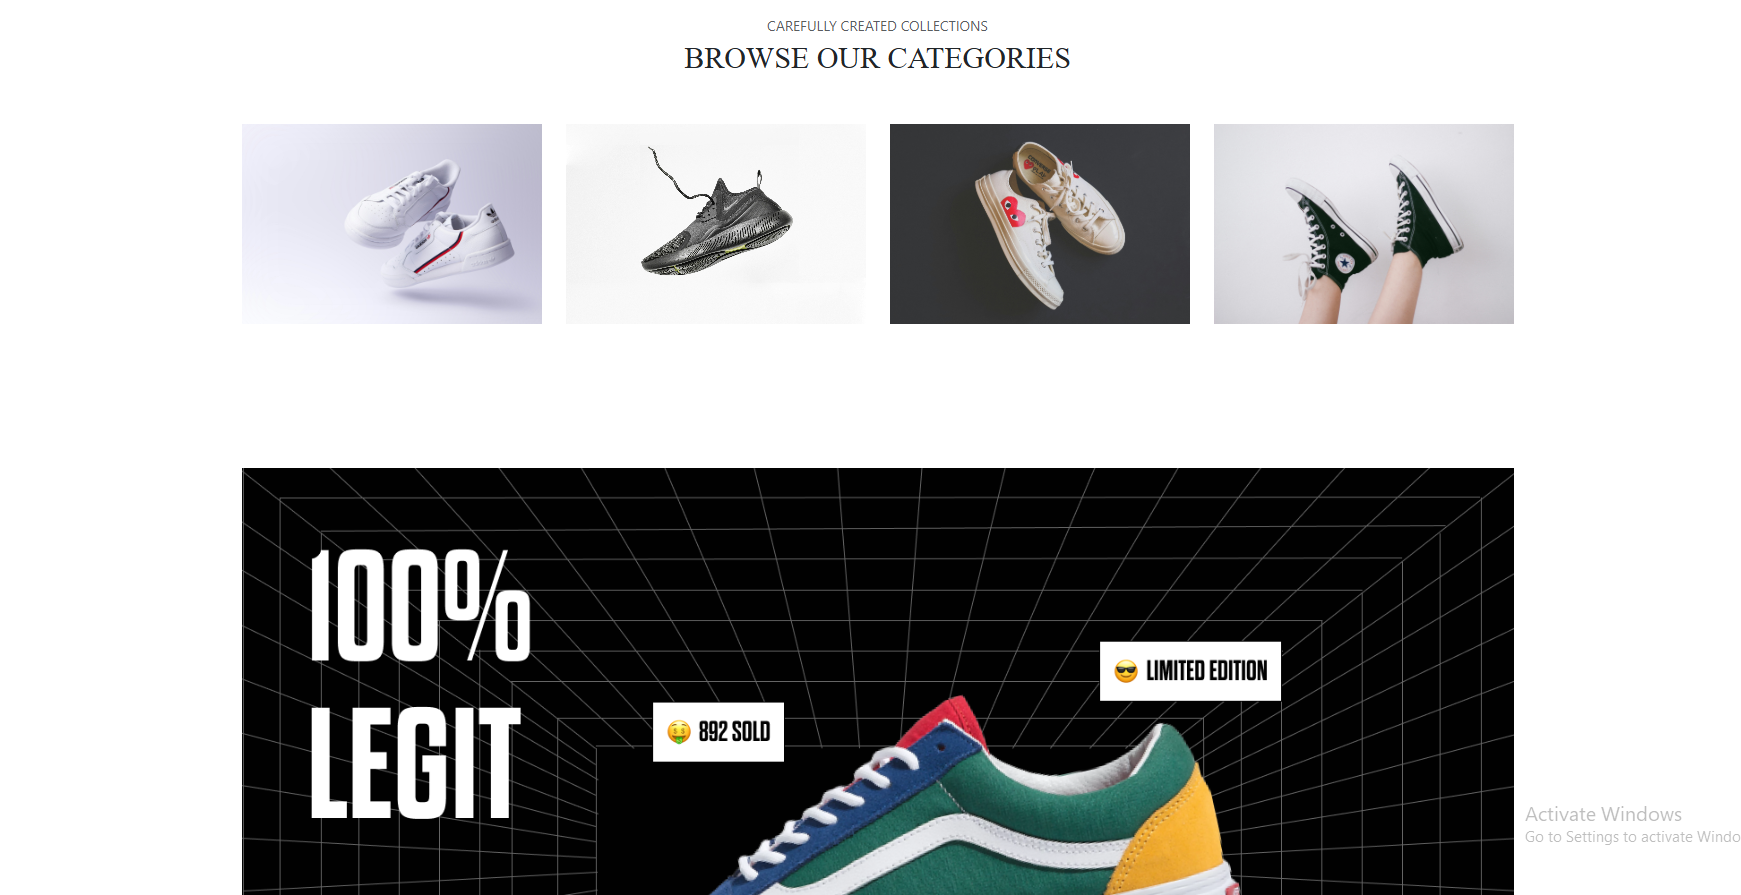 CAREFULLY CREATED COLLECTIONS
BROWSE OUR CATEGORIES
100%
LEGIT
892 SOLD
LIMITED EDITION
Activate Windows
Go to Settings to activate Windo